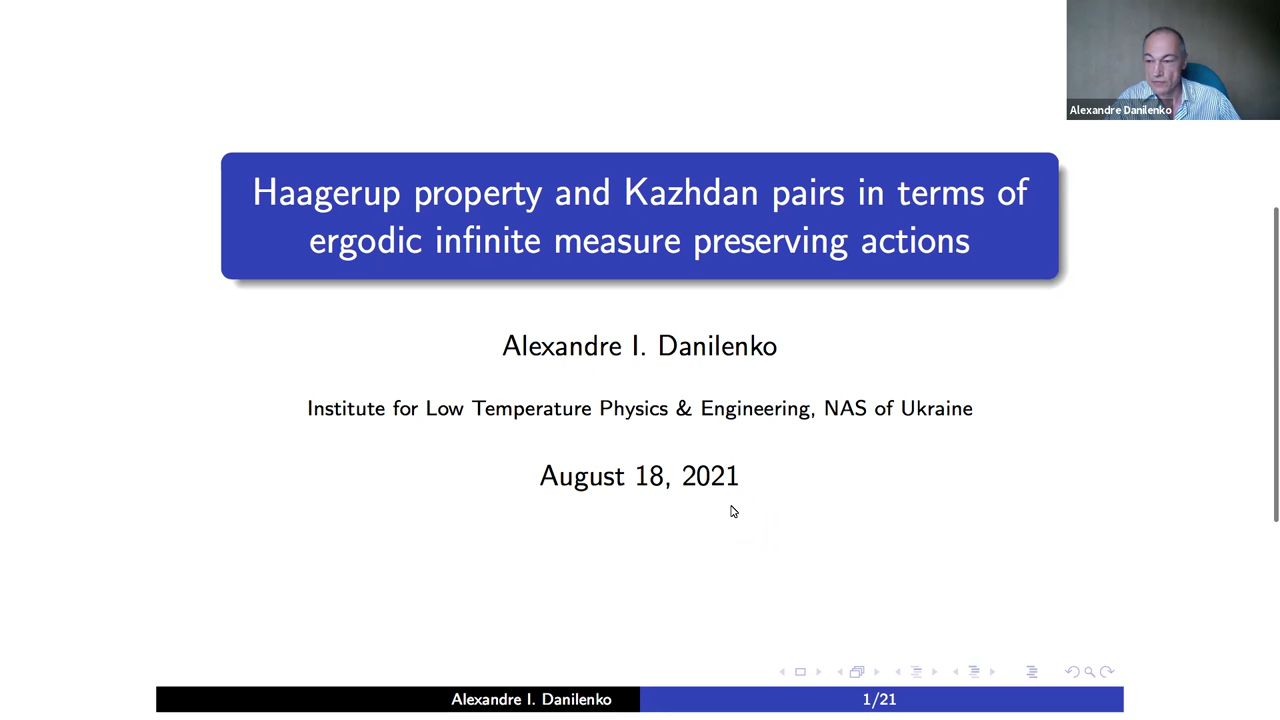 Alexandre Danilenko
Haagerup property and Kazhdan pairs in terms of
ergodic infinite measure preserving actions
Alexandre I. Danilenko
Institute for Low Temperature Physics & Engineering, NAS of Ukraine
August 18, 2021
Alexandre I. Danilenko
1/21